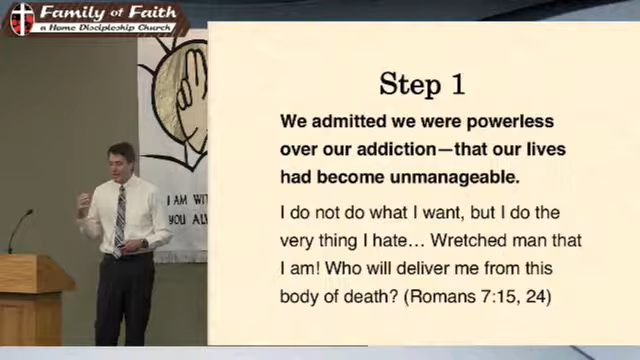 Family of Faith
a Home Discipleship Church
Step 1
We admitted we were powerless
over our addiction—that our lives
had become unmanageable.
I do not do what I want, but I do the
very thing I hate... Wretched man that
I am! Who will deliver me from this
body of death? (Romans 7:15, 24)
I AM WIT
YOU AL